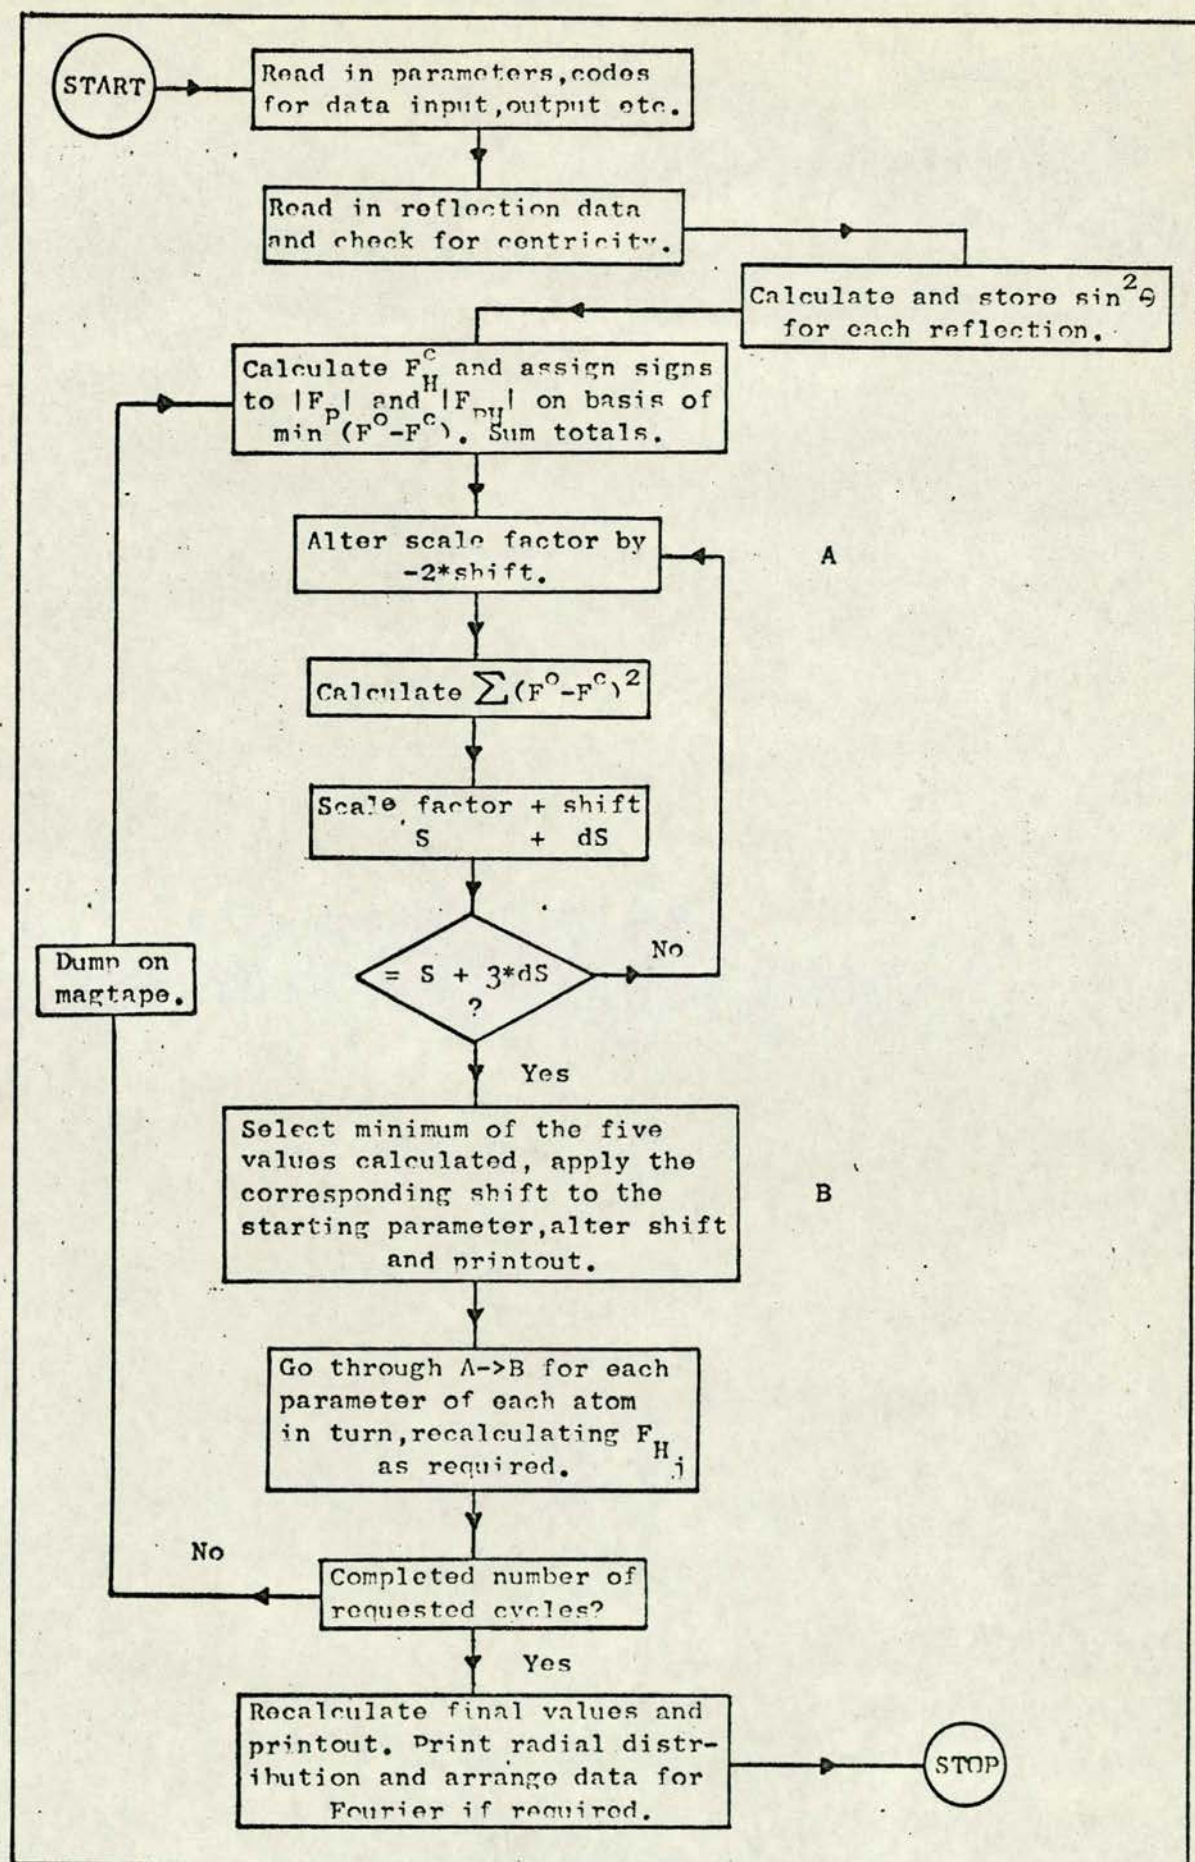 START
Read in parameters,codes
for data input,output etc.
Read in reflection data
and check for centricity.
Calculate and store sin²θ
for each reflection.
Calculate F_H^c and assign signs
to |F_P| and |F_PH| on basis of
min (F^o-F^c). Sum totals.
Alter scale factor by
-2*shift.
A
Calculate ∑(F^o-F^c)²
Scale factor + shift
S + dS
= S + 3*dS
?
No
Dump on
magtape.
Yes
Select minimum of the five
values calculated, apply the
corresponding shift to the
starting parameter,alter shift
and printout.
B
Go through A->B for each
parameter of each atom
in turn,recalculating F_H_j
as required.
No
Completed number of
requested cycles?
Yes
Recalculate final values and
printout. Print radial distr-
ibution and arrange data for
Fourier if required.
STOP